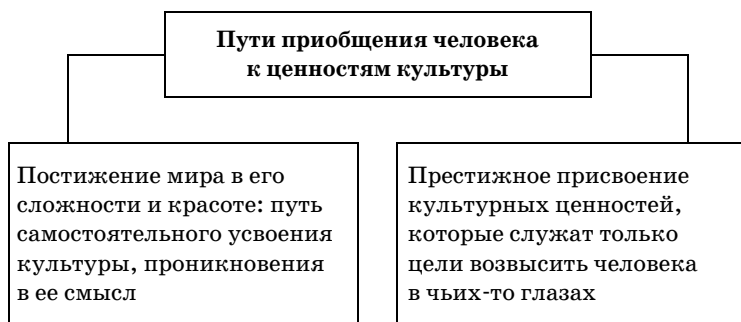 Пути приобщения человека
к ценностям культуры
Постижение мира в его
сложности и красоте: путь
самостоятельного усвоения
культуры, проникновения
в ее смысл
Престижное присвоение
культурных ценностей,
которые служат только
цели возвысить человека
в чьих-то глазах